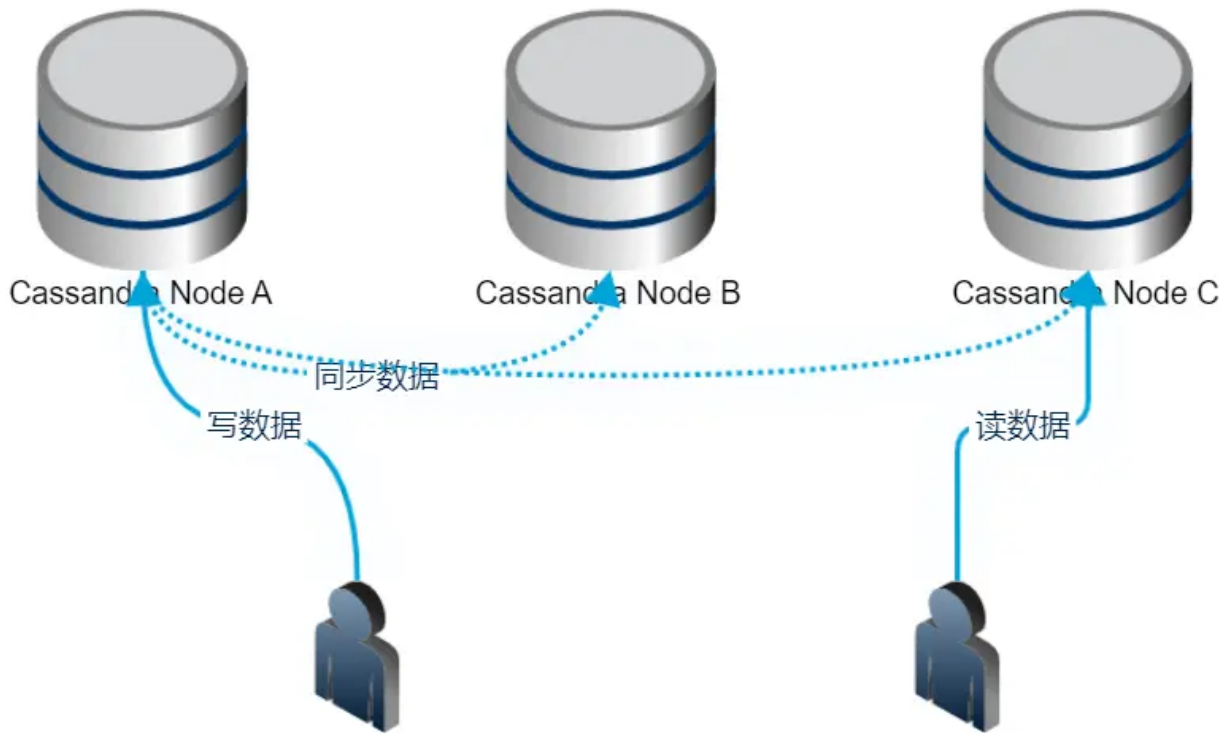 Cassandra Node A
Cassandra Node B
Cassandra Node C
同步数据
写数据
读数据